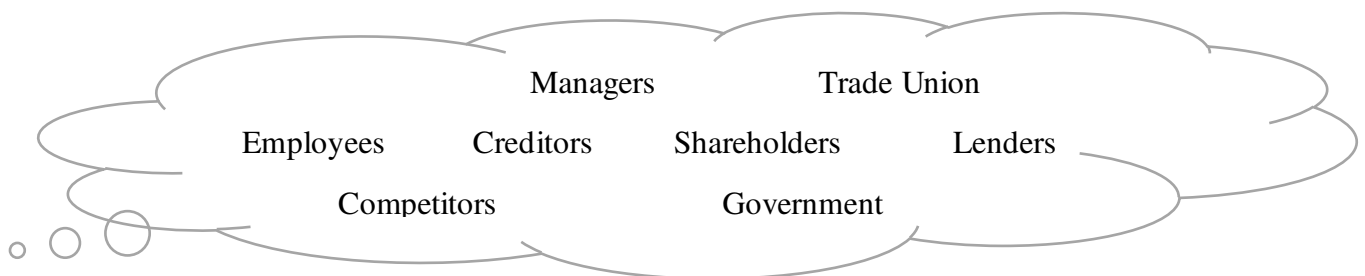 Managers Trade Union
Employees Creditors Shareholders Lenders
Competitors Government